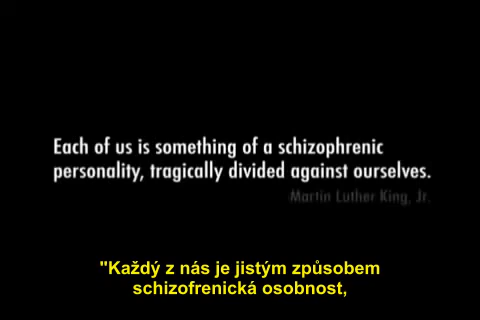 Each of us is something of a schizophrenic
personality, tragically divided against ourselves.
Martin Luther King, Jr.
"Každý z nás je jistým způsobem
schizofrenická osobnost,